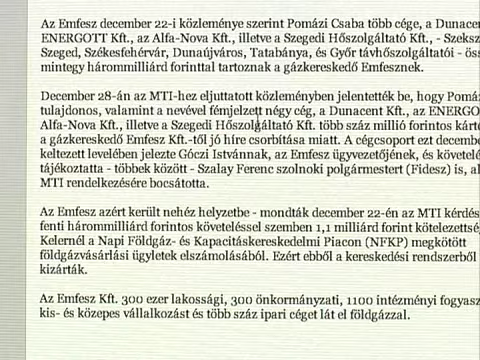 Az Emfesz december 22-i közleménye szerint Pomázi Csaba több cége, a Dunacen
ENERGOTT Kft., az Alfa-Nova Kft., illetve a Szegedi Hőszolgáltató Kft., - Szeksz
Szeged, Székesfehérvár, Dunaújváros, Tatabánya, és Győr távhőszolgáltatói - öss
mintegy hárommilliárd forinttal tartoznak a gázkereskedő Emfesznek.
December 28-án az MTI-hez eljuttatott közleményben jelentették be, hogy Pomá
tulajdonos, valamint a nevével fémjelzett négy cég, a Dunacent Kft., az ENERGO
Alfa-Nova Kft., illetve a Szegedi Hőszolgáltató Kft. több száz millió forintos kárté
a gázkereskedő Emfesz Kft.-től jó híre csorbítása miatt. A cégcsoport ezt decembe
keltezett levelében jelezte Góczi Istvánnak, az Emfesz ügyvezetőjének, és követelé
tájékoztatta - többek között - Szalay Ferenc szolnoki polgármestert (Fidesz) is, al
MTI rendelkezésére bocsátotta.
Az Emfesz azért került nehéz helyzetbe - mondták december 22-én az MTI kérdés
fenti hárommilliárd forintos követeléssel szemben 1,1 milliárd forint kötelezettség
Kelernél a Napi Földgáz- és Kapacitáskereskedelmi Piacon (NFKP) megkötött
földgázvásárlási ügyletek elszámolásából. Ezért ebből a kereskedési rendszerből
kizárták.
Az Emfesz Kft. 300 ezer lakossági, 300 önkormányzati, 1100 intézményi fogyasz
kis- és közepes vállalkozást és több száz ipari céget lát el földgázzal.